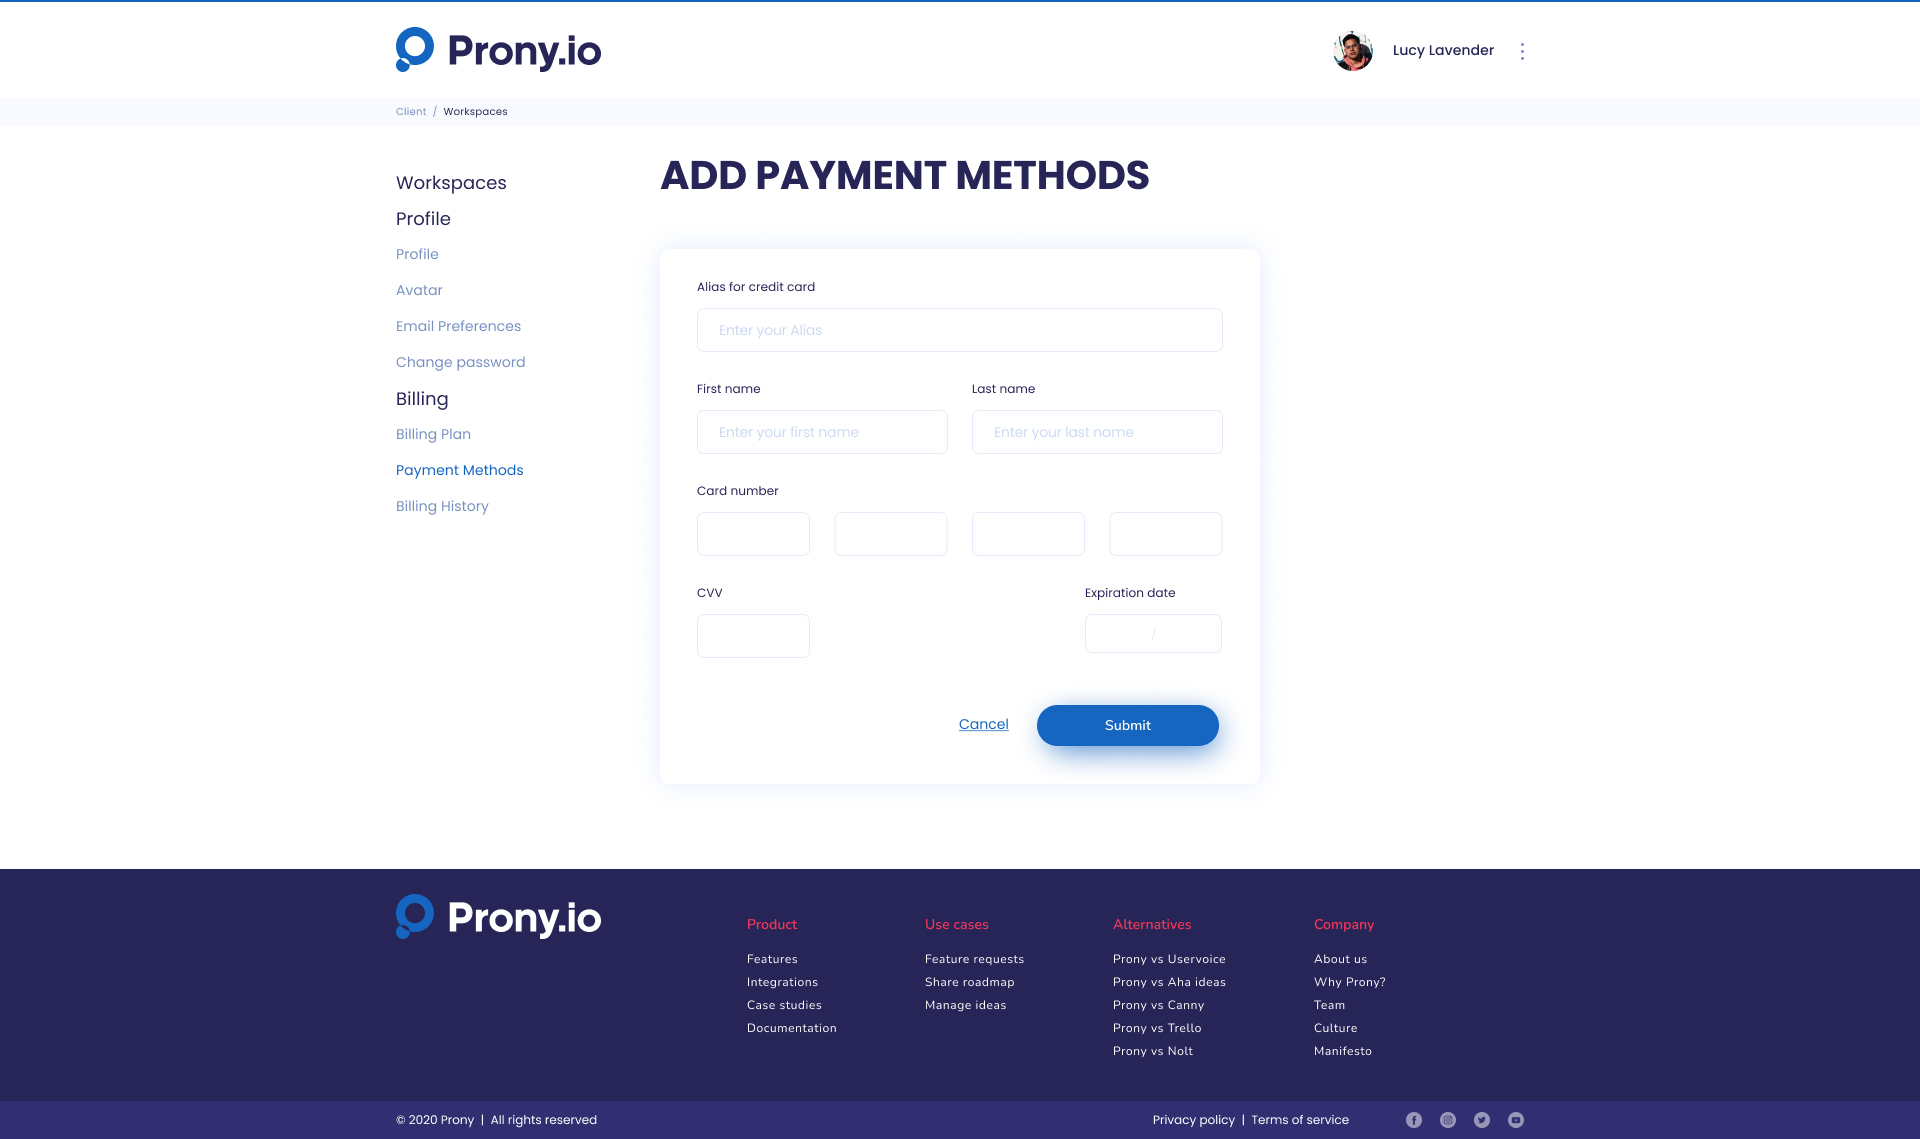 Prony.io
Lucy Lavender
Client / Workspaces
Workspaces
Profile
Profile
Avatar
Email Preferences
Change password
Billing
Billing Plan
Payment Methods
Billing History
ADD PAYMENT METHODS
Alias for credit card
Enter your Alias
First name
Last name
Enter your first name
Enter your last name
Card number
CVV
Expiration date
/
Cancel
Submit
Prony.io
Product
Features
Integrations
Case studies
Documentation
Use cases
Feature requests
Share roadmap
Manage ideas
Alternatives
Prony vs Uservoice
Prony vs Aha ideas
Prony vs Canny
Prony vs Trello
Prony vs Nolt
Company
About us
Why Prony?
Team
Culture
Manifesto
© 2020 Prony | All rights reserved
Privacy policy | Terms of service